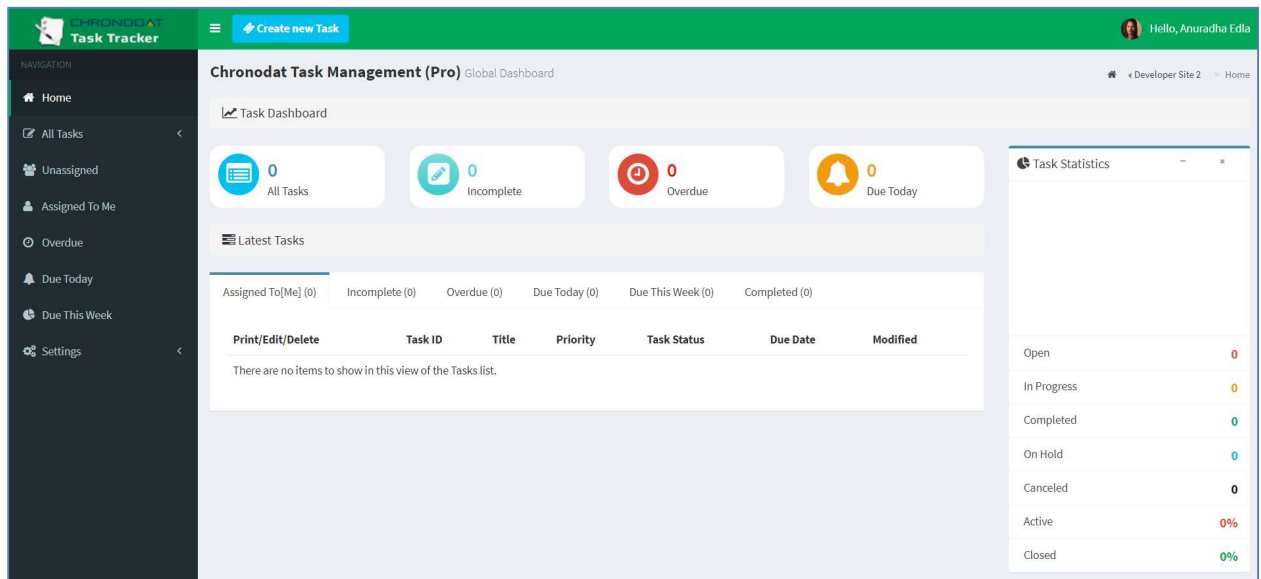 CHRONODAT
Task Tracker
Create new Task
Hello, Anuradha Edla
NAVIGATION
Home
All Tasks
Unassigned
Assigned To Me
Overdue
Due Today
Due This Week
Settings
Chronodat Task Management (Pro) Global Dashboard
Developer Site 2 Home
Task Dashboard
0
All Tasks
0
Incomplete
0
Overdue
0
Due Today
Latest Tasks
Assigned To[Me] (0) Incomplete (0) Overdue (0) Due Today (0) Due This Week (0) Completed (0)
Print/Edit/Delete Task ID Title Priority Task Status Due Date Modified
There are no items to show in this view of the Tasks list.
Task Statistics
Open 0
In Progress 0
Completed 0
On Hold 0
Canceled 0
Active 0%
Closed 0%